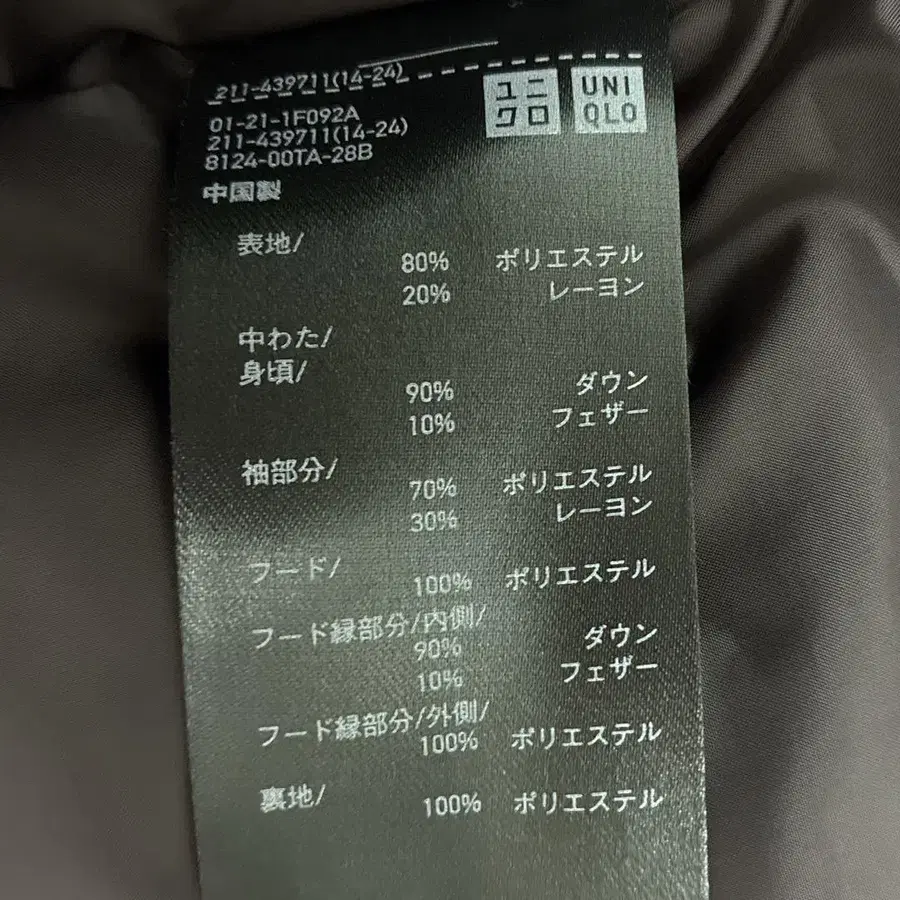 211-439711(14-24)
ユニ
クロ
UNI
QLO
01-21-1F092A
211-439711(14-24)
8124-00TA-28B
中国製
表地/
80% ポリエステル
20% レーヨン
中わた/
身頃/
90% ダウン
10% フェザー
袖部分/
70% ポリエステル
30% レーヨン
フード/
100% ポリエステル
フード縁部分/内側/
90% ダウン
10% フェザー
フード縁部分/外側/
100% ポリエステル
裏地/
100% ポリエステル